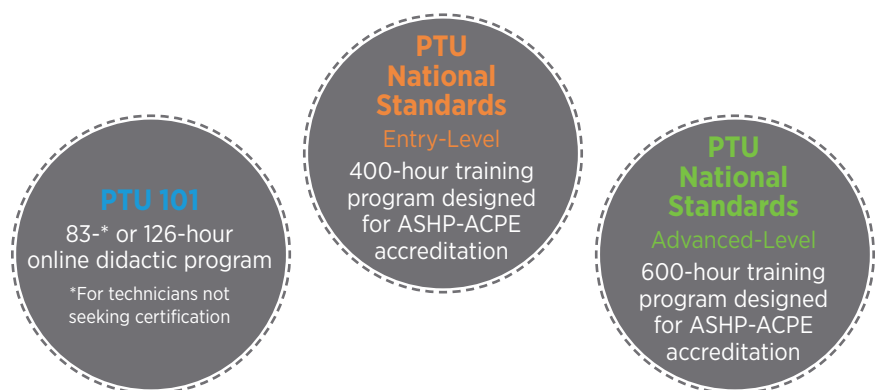 PTU 101
83-* or 126-hour
online didactic program
*For technicians not
seeking certification
PTU
National
Standards
Entry-Level
400-hour training
program designed
for ASHP-ACPE
accreditation
PTU
National
Standards
Advanced-Level
600-hour training
program designed
for ASHP-ACPE
accreditation